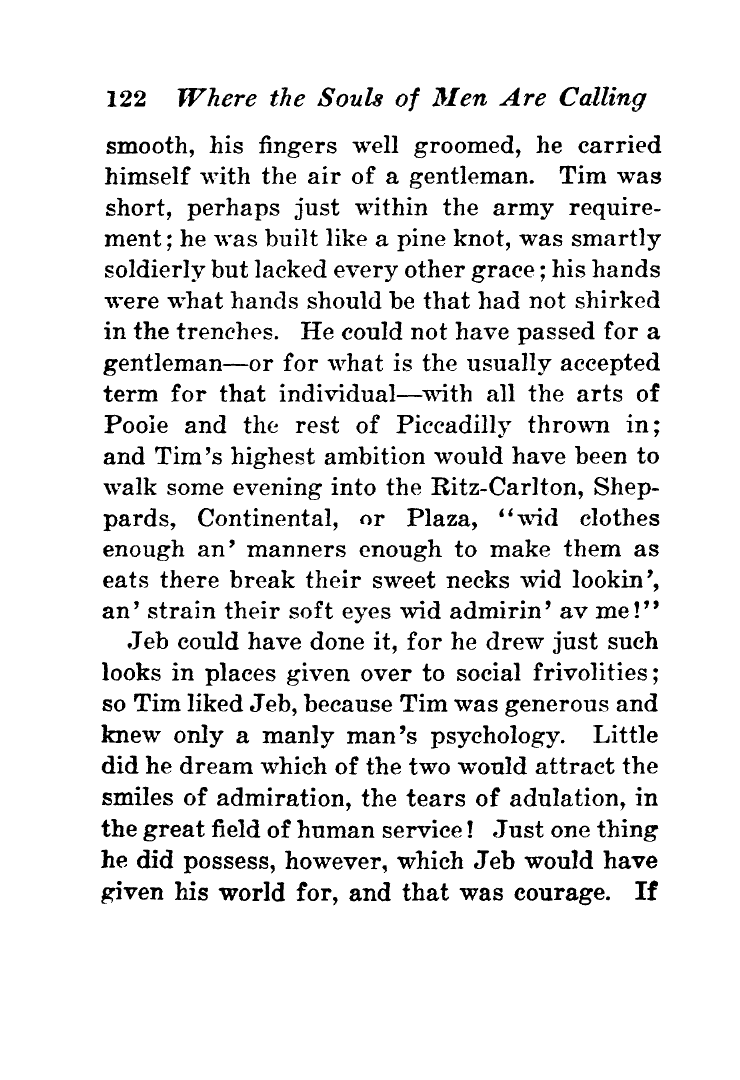 122 Where the Souls of Men Are Calling
smooth, his fingers well groomed, he carried
himself with the air of a gentleman. Tim was
short, perhaps just within the army require-
ment; he was built like a pine knot, was smartly
soldierly but lacked every other grace; his hands
were what hands should be that had not shirked
in the trenches. He could not have passed for a
gentleman—or for what is the usually accepted
term for that individual—with all the arts of
Poole and the rest of Piccadilly thrown in;
and Tim's highest ambition would have been to
walk some evening into the Ritz-Carlton, Shep-
pards, Continental, or Plaza, "wid clothes
enough an' manners enough to make them as
eats there break their sweet necks wid lookin',
an' strain their soft eyes wid admirin' av me!"
Jeb could have done it, for he drew just such
looks in places given over to social frivolities;
so Tim liked Jeb, because Tim was generous and
knew only a manly man's psychology. Little
did he dream which of the two would attract the
smiles of admiration, the tears of adulation, in
the great field of human service! Just one thing
he did possess, however, which Jeb would have
given his world for, and that was courage. If